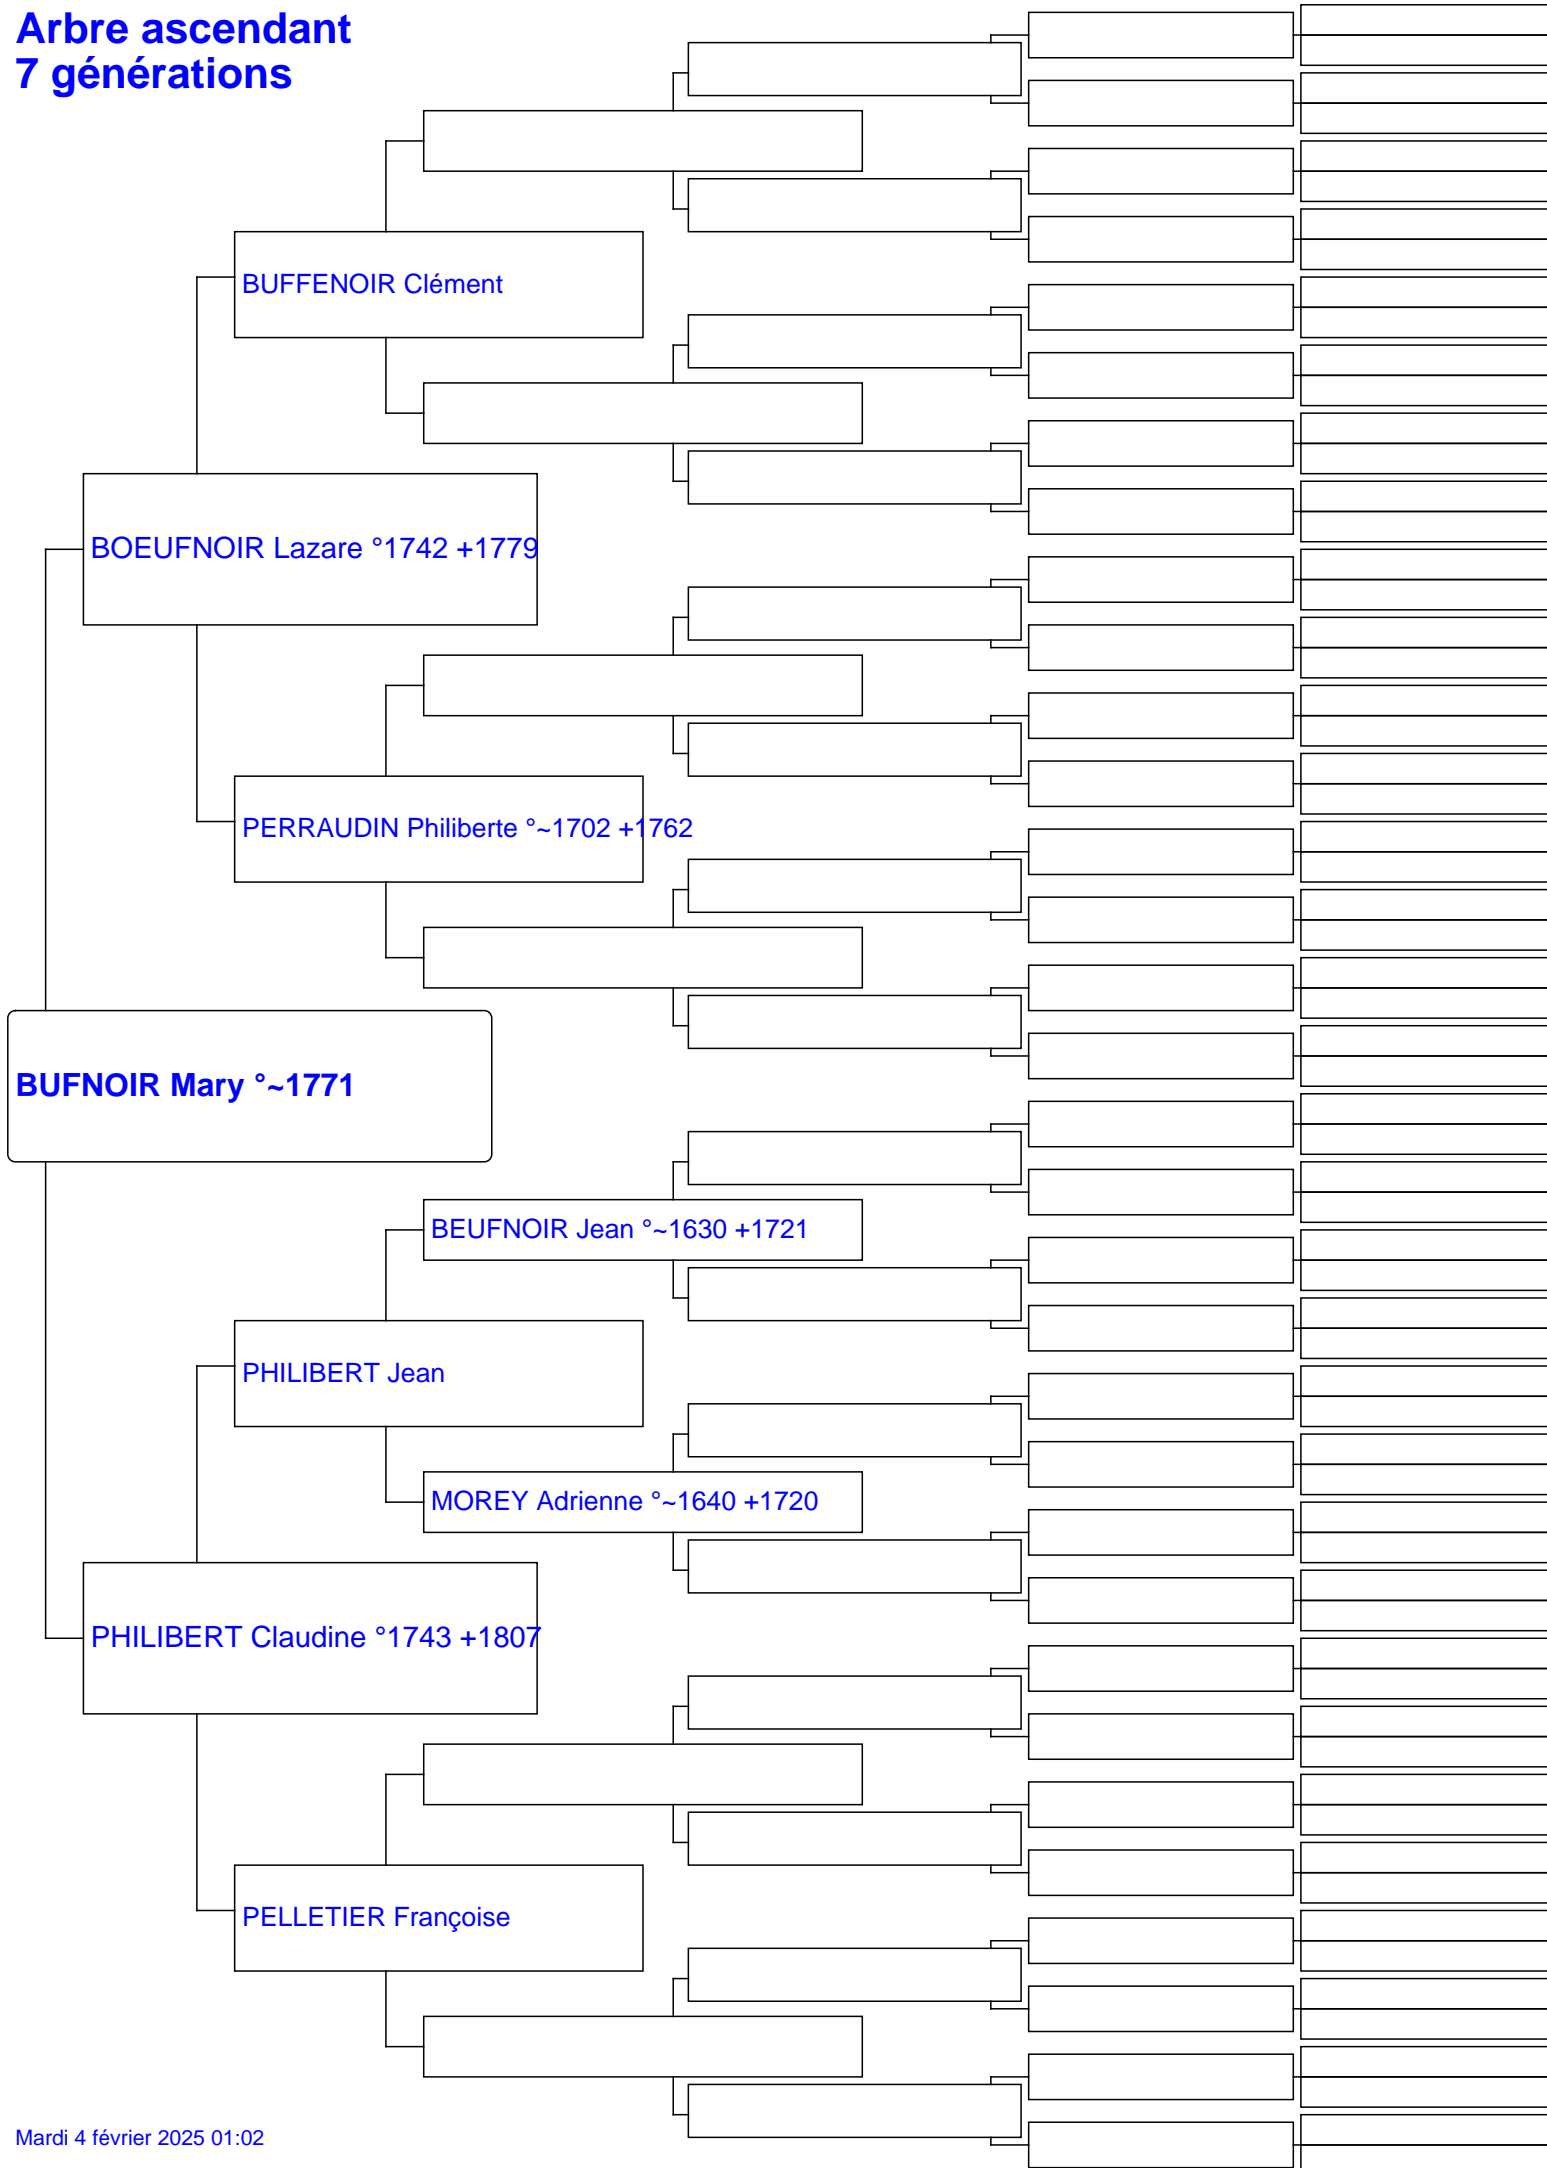 Arbre ascendant
7 générations
BUFFENOIR Clément
BOEUFNOIR Lazare °1742 +1779
PERRAUDIN Philiberte °~1702 +1762
BUFNOIR Mary °~1771
BEUFNOIR Jean °~1630 +1721
PHILIBERT Jean
MOREY Adrienne °~1640 +1720
PHILIBERT Claudine °1743 +1807
PELLETIER Françoise
Mardi 4 février 2025 01:02